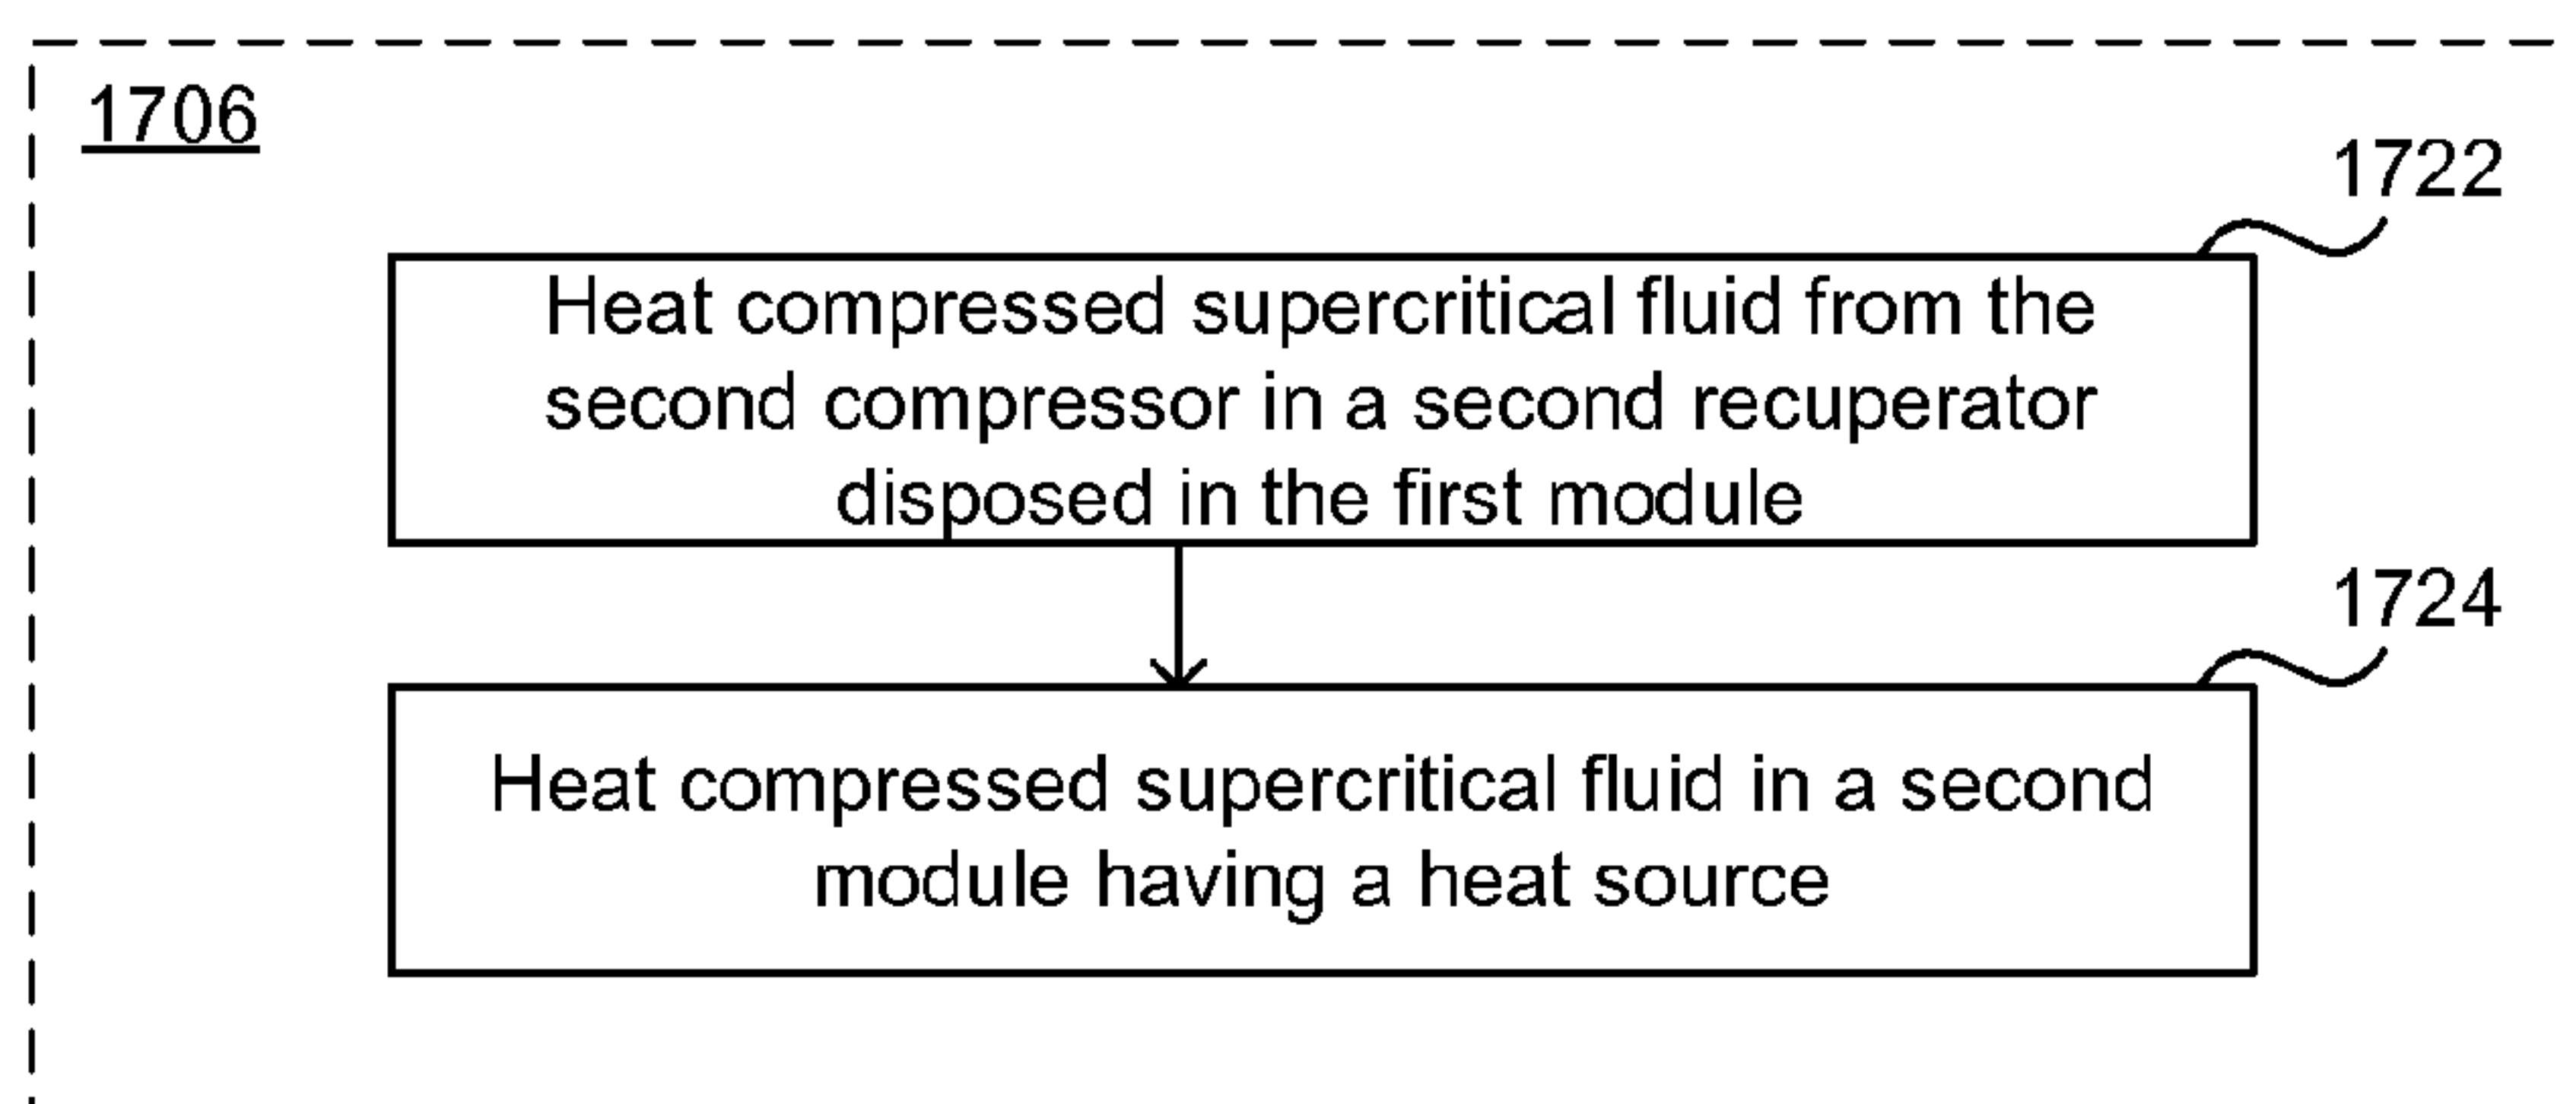 1706
1722
Heat compressed supercritical fluid from the
second compressor in a second recuperator
disposed in the first module
1724
Heat compressed supercritical fluid in a second
module having a heat source